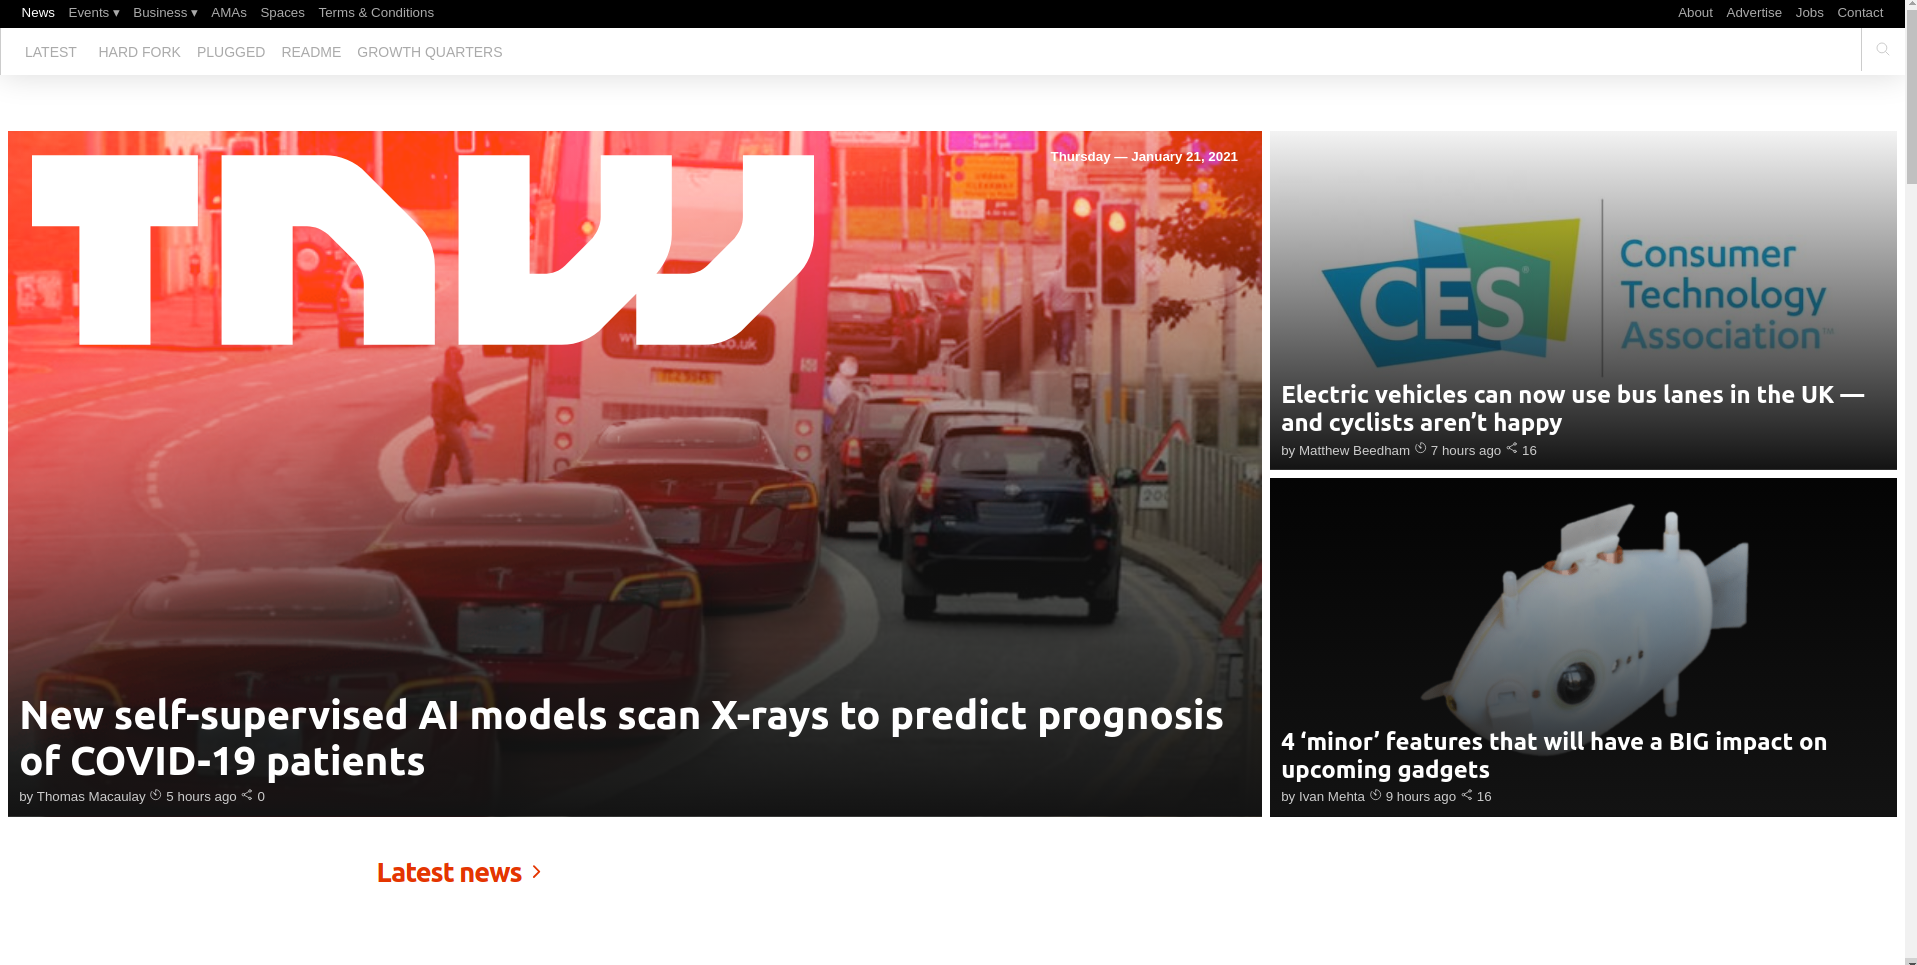 News Events ▾ Business ▾ AMAs Spaces Terms & Conditions About Advertise Jobs Contact
LATEST HARD FORK PLUGGED README GROWTH QUARTERS
TNW
Thursday — January 21, 2021
New self-supervised AI models scan X-rays to predict prognosis
of COVID-19 patients
by Thomas Macaulay 5 hours ago 0
CES®
Consumer
Technology
Association™
Electric vehicles can now use bus lanes in the UK —
and cyclists aren’t happy
by Matthew Beedham 7 hours ago 16
4 ‘minor’ features that will have a BIG impact on
upcoming gadgets
by Ivan Mehta 9 hours ago 16
Latest news